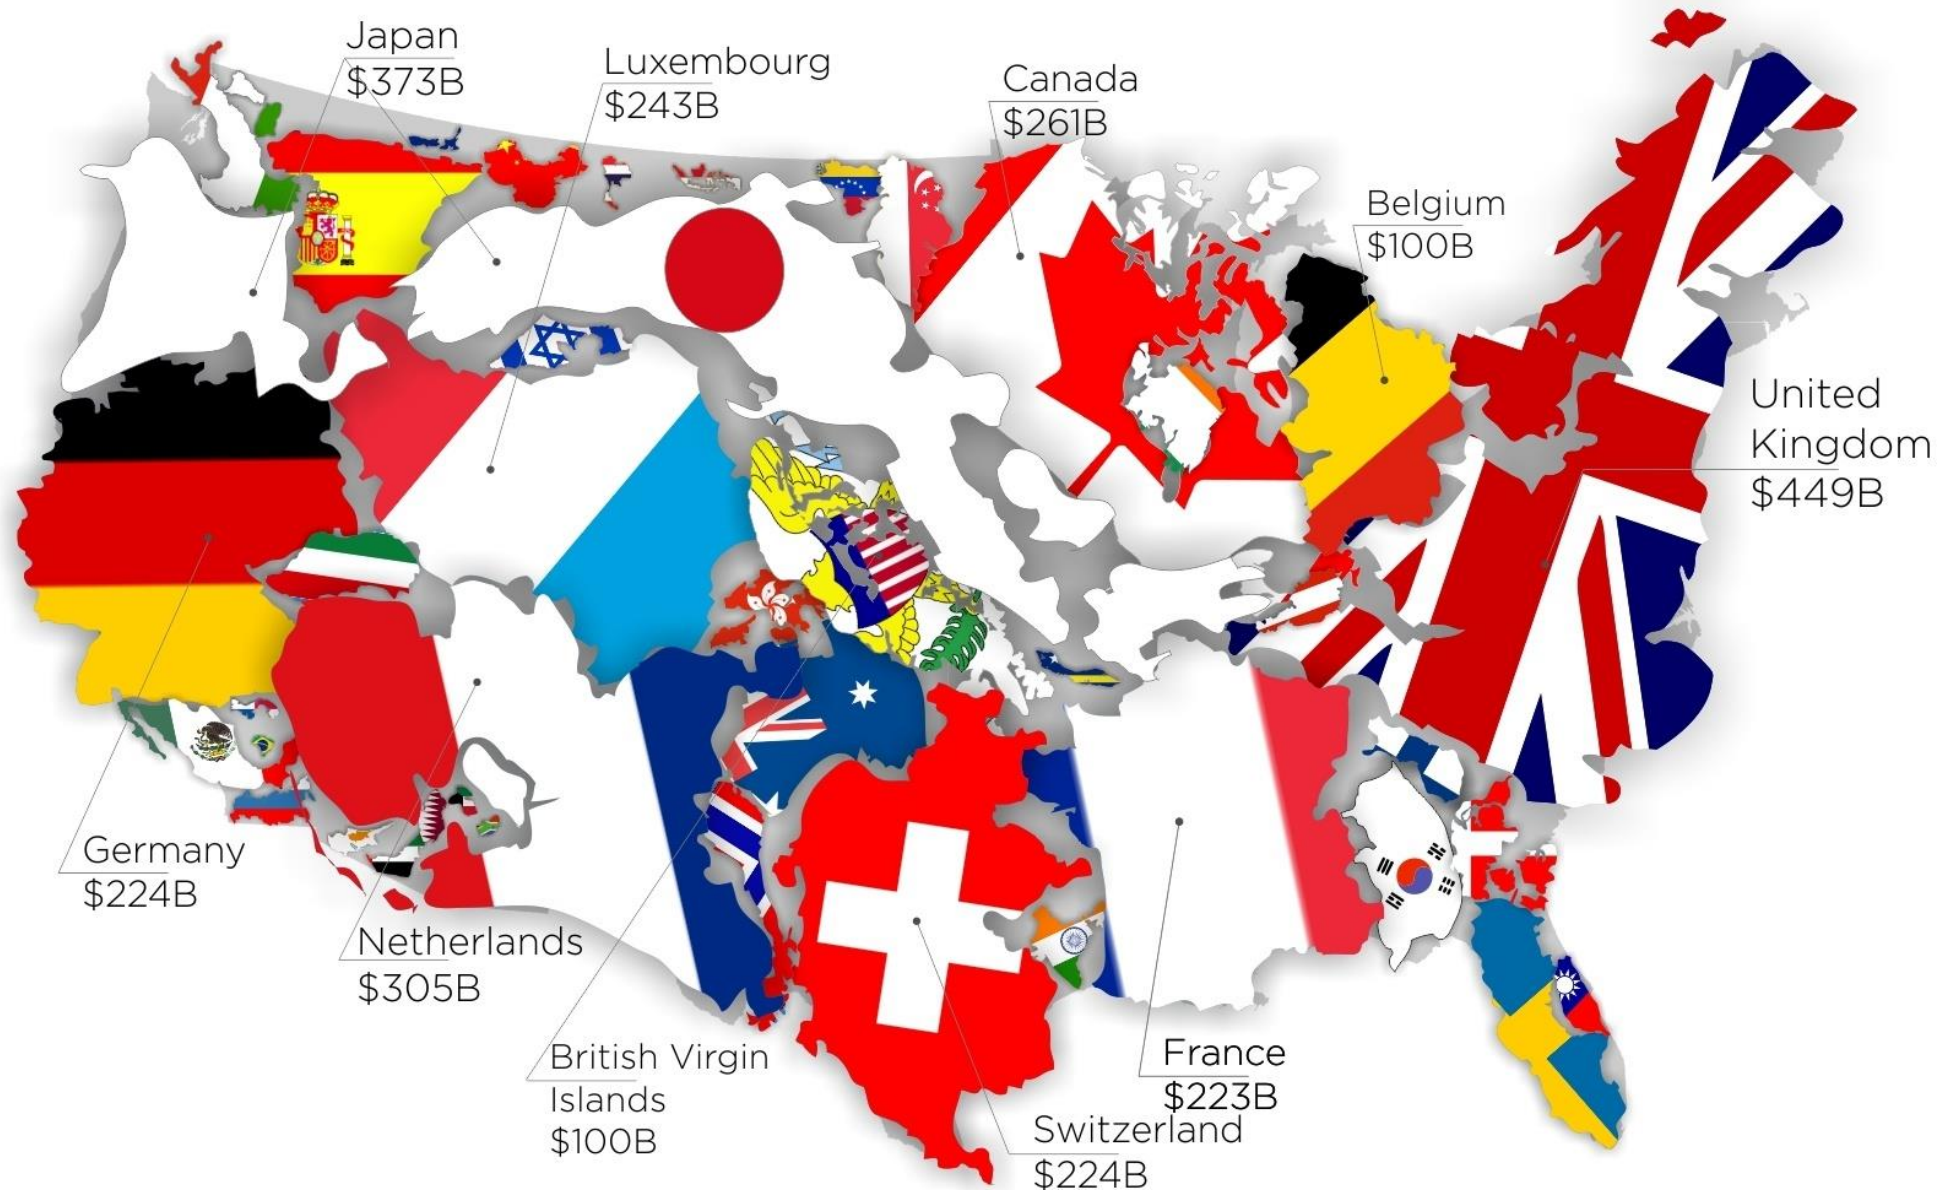 Japan
$373B
Luxembourg
$243B
Canada
$261B
Belgium
$100B
United
Kingdom
$449B
Germany
$224B
Netherlands
$305B
British Virgin
Islands
$100B
France
$223B
Switzerland
$224B